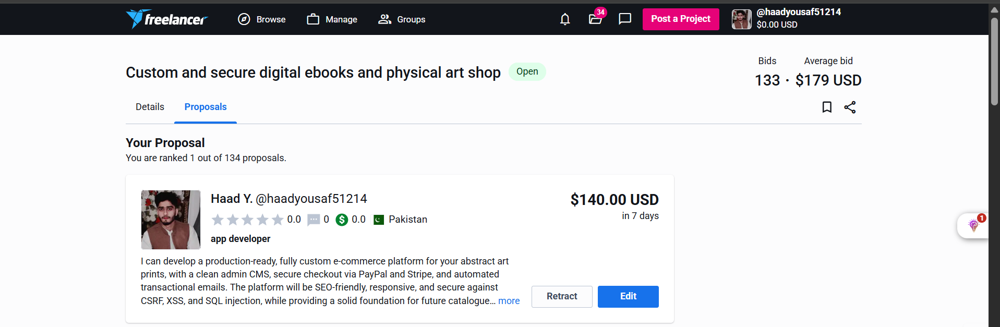 freelancer
Browse
Manage
Groups
34
Post a Project
@haadyousaf51214
$0.00 USD
Custom and secure digital ebooks and physical art shop
Open
Bids
Average bid
133 · $179 USD
Details
Proposals
Your Proposal
You are ranked 1 out of 134 proposals.
Haad Y. @haadyousaf51214
$140.00 USD
in 7 days
0.0
0
$
0.0
Pakistan
app developer
I can develop a production-ready, fully custom e-commerce platform for your abstract art
prints, with a clean admin CMS, secure checkout via PayPal and Stripe, and automated
transactional emails. The platform will be SEO-friendly, responsive, and secure against
CSRF, XSS, and SQL injection, while providing a solid foundation for future catalogue... more
Retract
Edit
1